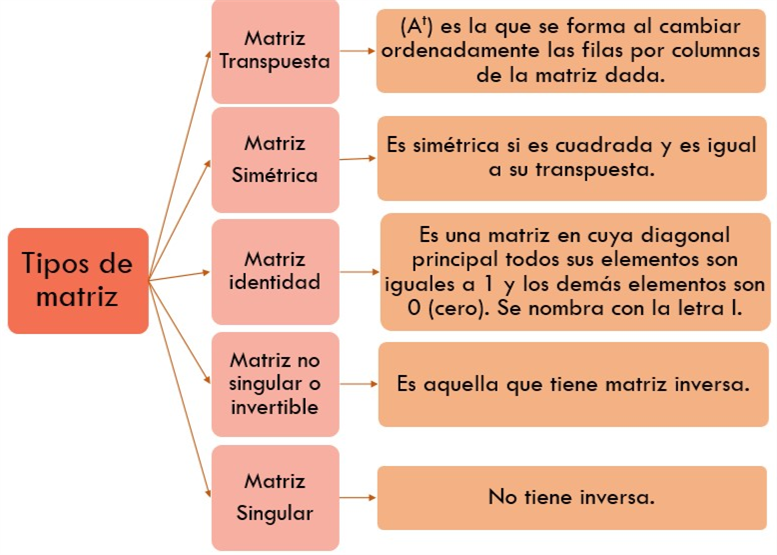 Tipos de
matriz
Matriz
Transpuesta
(Aᵗ) es la que se forma al cambiar
ordenadamente las filas por columnas
de la matriz dada.
Matriz
Simétrica
Es simétrica si es cuadrada y es igual
a su transpuesta.
Matriz
identidad
Es una matriz en cuya diagonal
principal todos sus elementos son
iguales a 1 y los demás elementos son
0 (cero). Se nombra con la letra I.
Matriz no
singular o
invertible
Es aquella que tiene matriz inversa.
Matriz
Singular
No tiene inversa.